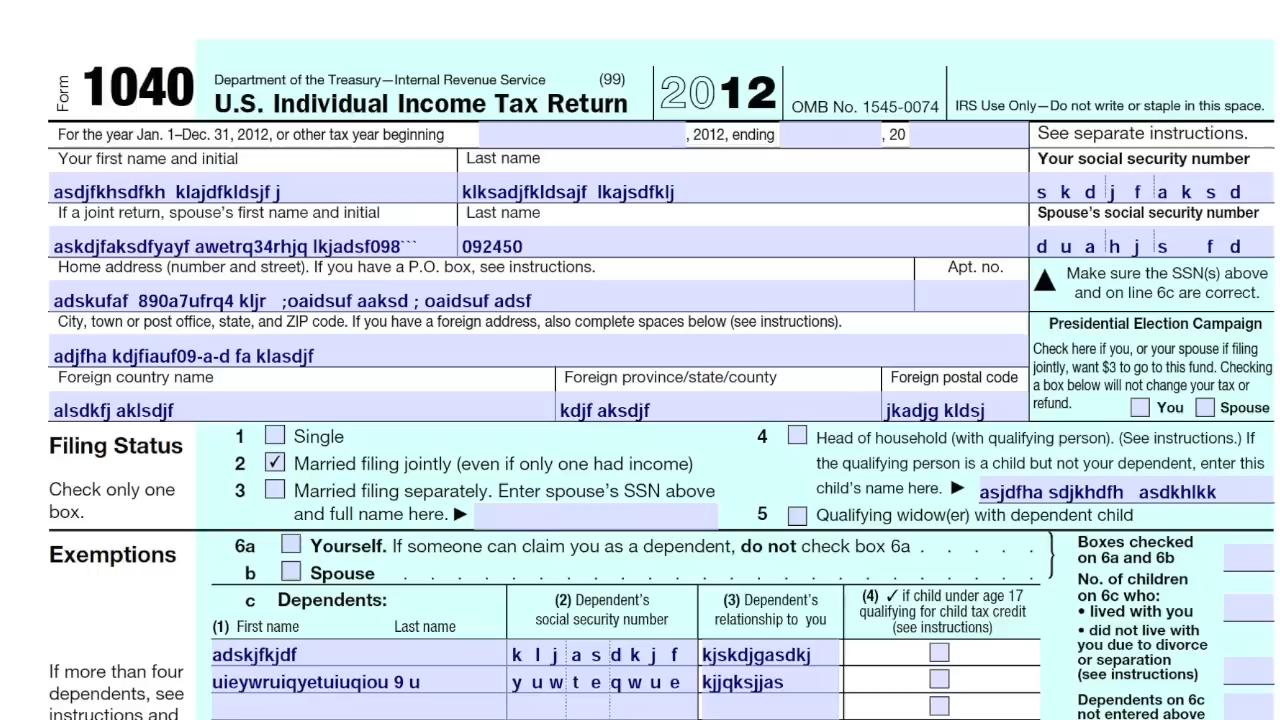 Form 1040 Department of the Treasury—Internal Revenue Service (99)
U.S. Individual Income Tax Return 2012 OMB No. 1545-0074 IRS Use Only—Do not write or staple in this space.
For the year Jan. 1–Dec. 31, 2012, or other tax year beginning , 2012, ending , 20 See separate instructions.
Your first name and initial Last name Your social security number
asdjfkhsdfkh klajdfkldsjf j klksadjfkldsajf lkajsdfklj s k d j f a k s d
If a joint return, spouse's first name and initial Last name Spouse's social security number
askdjfaksdfyayf awetrq34rhjq lkjadsf098``` 092450 d u a h j s f d
Home address (number and street). If you have a P.O. box, see instructions. Apt. no.
adskufaf 890a7ufrq4 kljr ;oaidsuf aaksd ; oaidsuf adsf
▲ Make sure the SSN(s) above
and on line 6c are correct.
City, town or post office, state, and ZIP code. If you have a foreign address, also complete spaces below (see instructions).
adjfha kdjfiauf09-a-d fa klasdjf
Foreign country name Foreign province/state/county Foreign postal code
alsdkfj aklsdjf kdjf aksdjf jkadjg kldsj
Presidential Election Campaign
Check here if you, or your spouse if filing
jointly, want $3 to go to this fund. Checking
a box below will not change your tax or
refund. You Spouse
Filing Status
Check only one
box.
1 Single
2 ✓ Married filing jointly (even if only one had income)
3 Married filing separately. Enter spouse's SSN above
and full name here. ▶
4 Head of household (with qualifying person). (See instructions.) If
the qualifying person is a child but not your dependent, enter this
child's name here. ▶ asjdfha sdjkhdfh asdkhlkk
5 Qualifying widow(er) with dependent child
Exemptions
6a Yourself. If someone can claim you as a dependent, do not check box 6a . . . . .
b Spouse . . . . . . . . . . . . . . . . . . . . . . . .
c Dependents:
(1) First name Last name
(2) Dependent's
social security number
(3) Dependent's
relationship to you
(4) ✓ if child under age 17
qualifying for child tax credit
(see instructions)
adskjfkjdf k l j a s d k j f kjskdjgasdkj
uieywruiqyetuiuqiou 9 u y u w t e q w u e kjjqksjjas
If more than four
dependents, see
instructions and
Boxes checked
on 6a and 6b
No. of children
on 6c who:
• lived with you
• did not live with
you due to divorce
or separation
(see instructions)
Dependents on 6c
not entered above